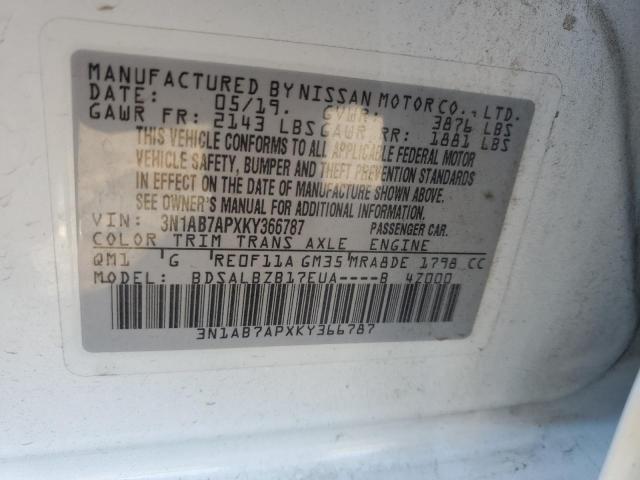 MANUFACTURED BY NISSAN MOTOR CO., LTD.
DATE: 05/19. GVWR: 3876 LBS
GAWR FR: 2143 LBS GAWR RR: 1881 LBS
THIS VEHICLE CONFORMS TO ALL APPLICABLE FEDERAL MOTOR
VEHICLE SAFETY, BUMPER AND THEFT PREVENTION STANDARDS
IN EFFECT ON THE DATE OF MANUFACTURE SHOWN ABOVE.
SEE OWNER'S MANUAL FOR ADDITIONAL INFORMATION.
VIN: 3N1AB7APXKY366787 PASSENGER CAR.
COLOR TRIM TRANS AXLE ENGINE
QM1 G RE0F11A GM35 MRA8DE 1798 CC
MODEL: BDSALBZB17EUA----B 4Z000
3N1AB7APXKY366787